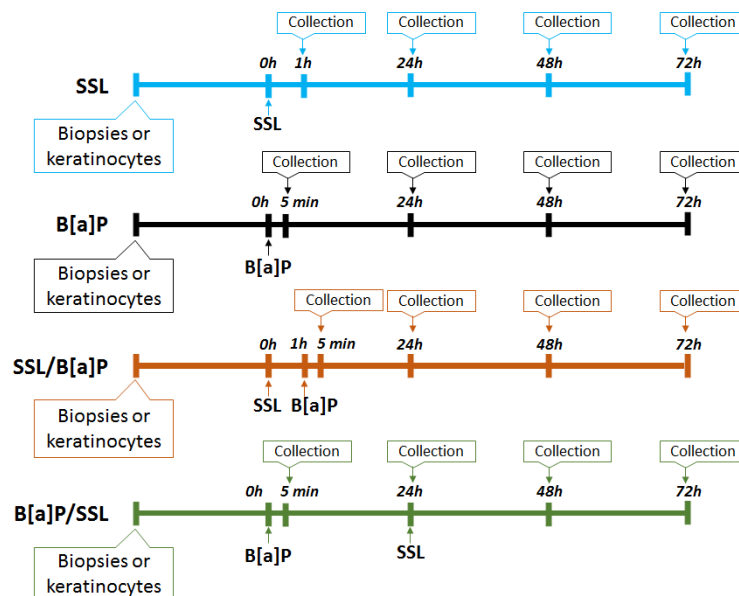 Collection Collection Collection Collection
0h 1h 24h 48h 72h
SSL
SSL
Biopsies or
keratinocytes
Collection Collection Collection Collection
0h 5 min 24h 48h 72h
B[a]P
B[a]P
Biopsies or
keratinocytes
Collection Collection Collection Collection
0h 1h 5 min 24h 48h 72h
SSL/B[a]P
SSL B[a]P
Biopsies or
keratinocytes
Collection Collection Collection Collection
0h 5 min 24h 48h 72h
B[a]P/SSL
B[a]P SSL
Biopsies or
keratinocytes